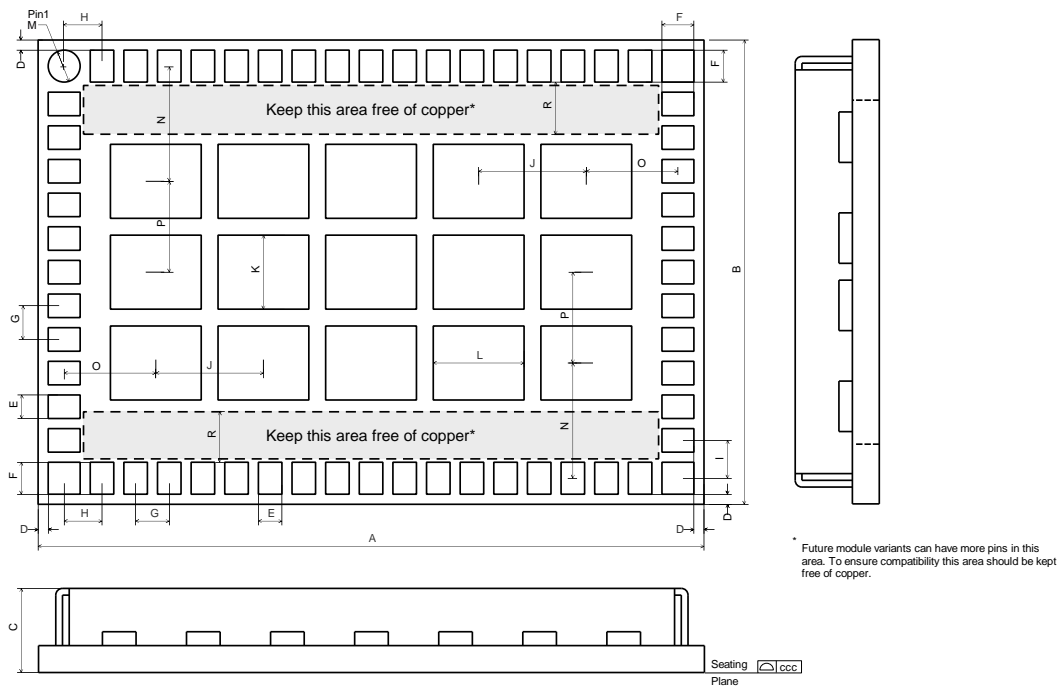 Pin1
M
H
F
D
F
Keep this area free of copper*
R
N
J
O
P
B
K
G
P
O
J
L
E
R
Keep this area free of copper*
N
I
F
H
G
E
D
D
D
A
*
Future module variants can have more pins in this
area. To ensure compatibility this area should be kept
free of copper.
C
Seating
ccc
Plane